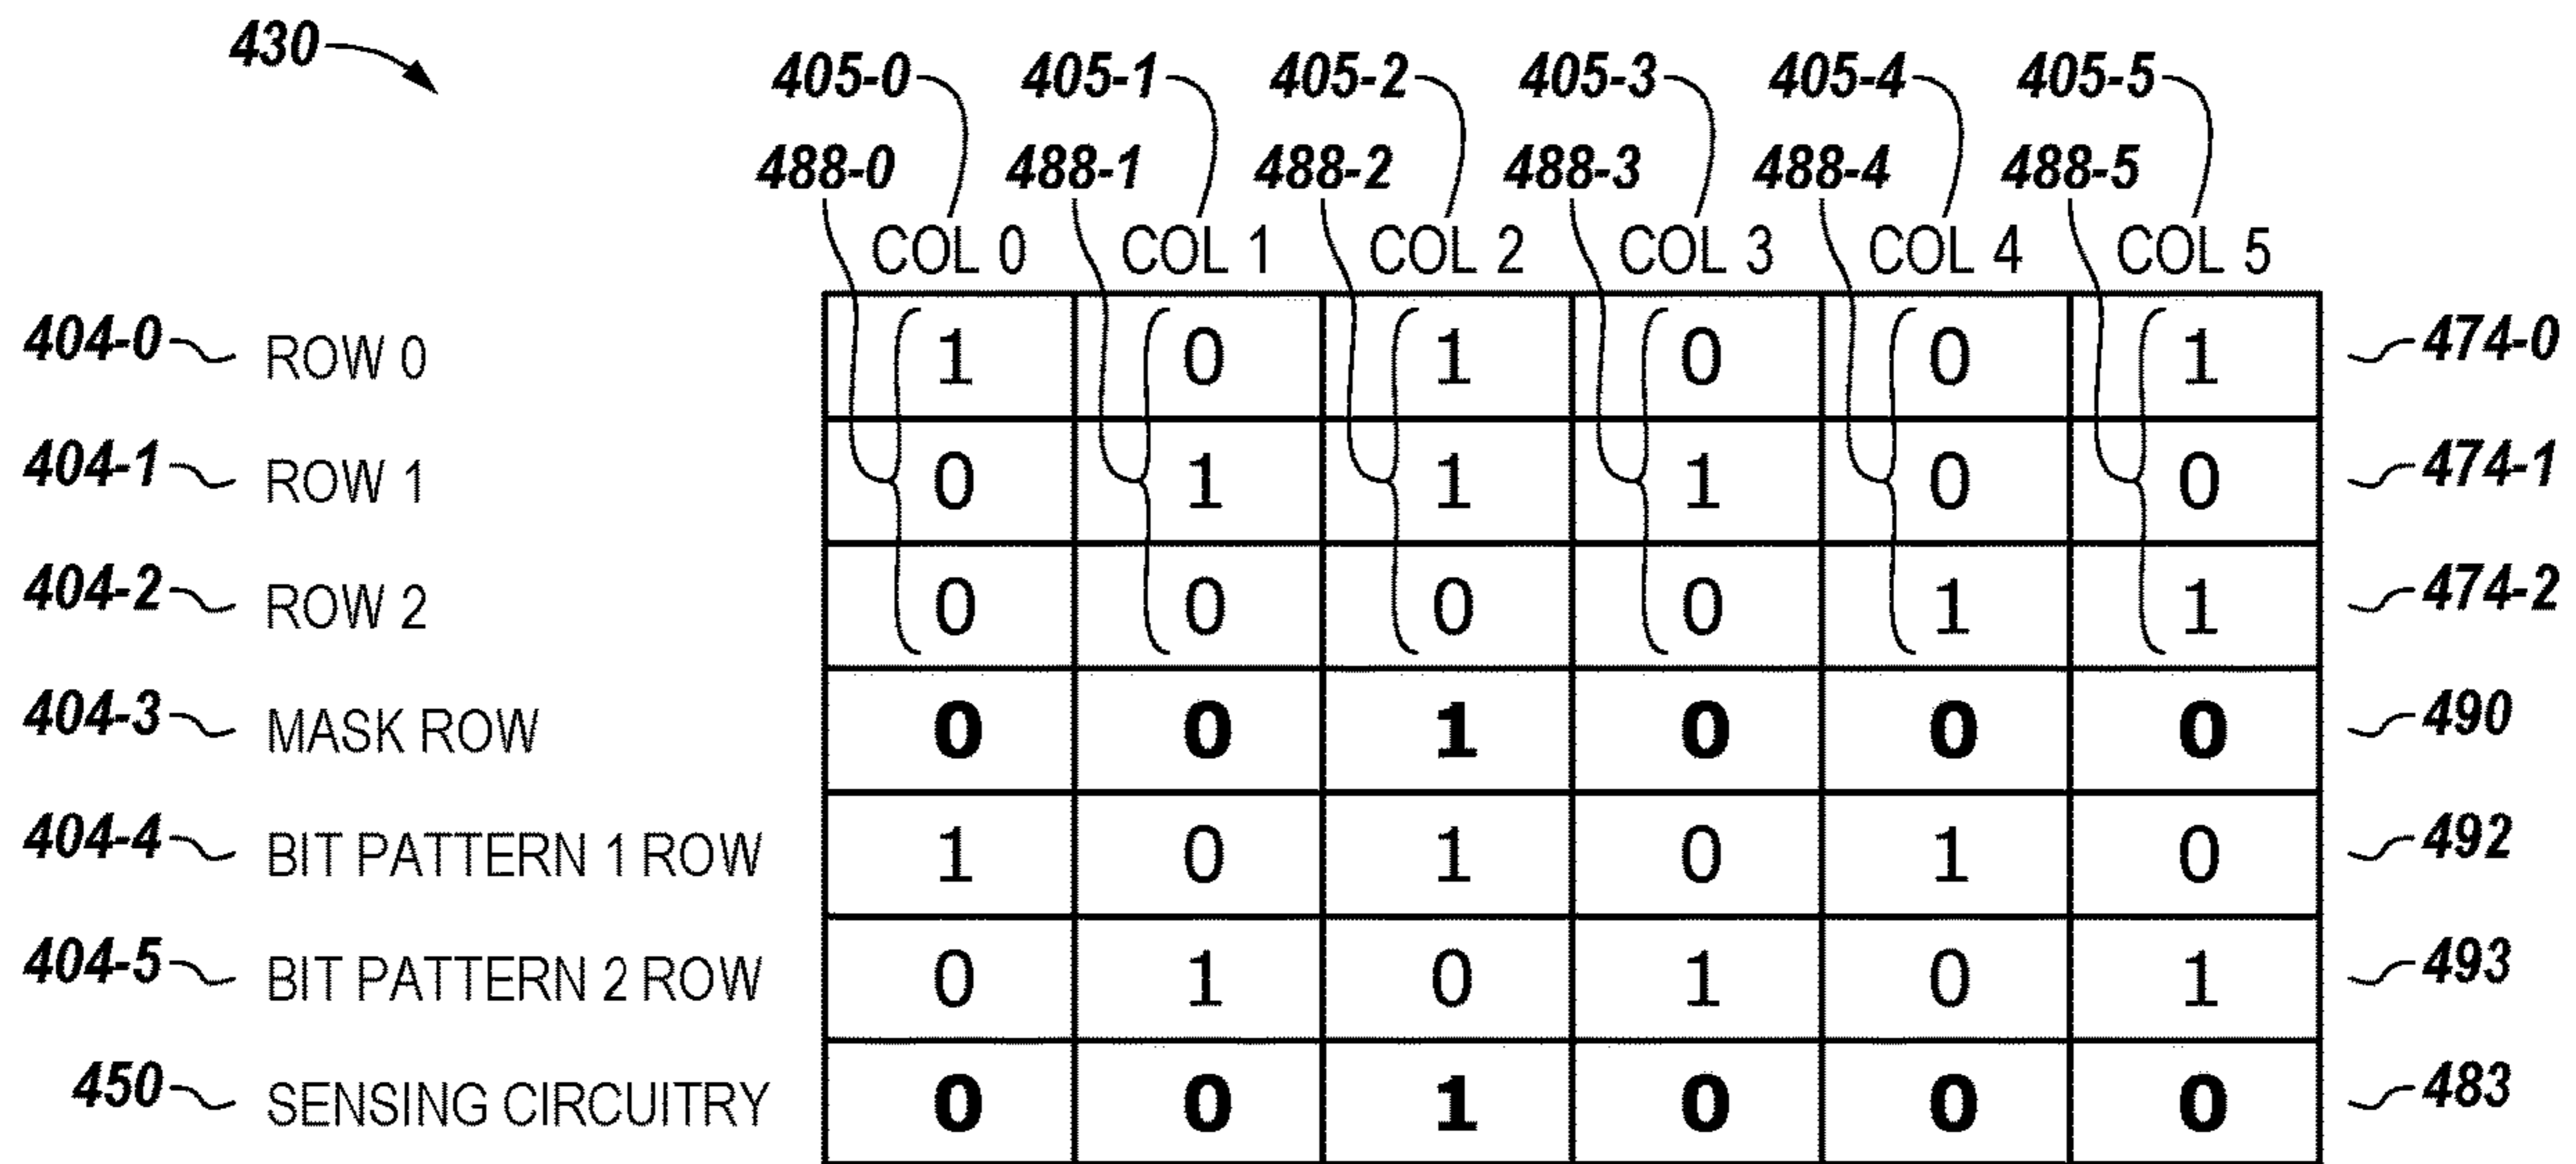 430
405-0 405-1 405-2 405-3 405-4 405-5
488-0 488-1 488-2 488-3 488-4 488-5
COL 0 COL 1 COL 2 COL 3 COL 4 COL 5
404-0 ROW 0 1 0 1 0 0 1 474-0
404-1 ROW 1 0 1 1 1 0 0 474-1
404-2 ROW 2 0 0 0 0 1 1 474-2
404-3 MASK ROW 0 0 1 0 0 0 490
404-4 BIT PATTERN 1 ROW 1 0 1 0 1 0 492
404-5 BIT PATTERN 2 ROW 0 1 0 1 0 1 493
450 SENSING CIRCUITRY 0 0 1 0 0 0 483